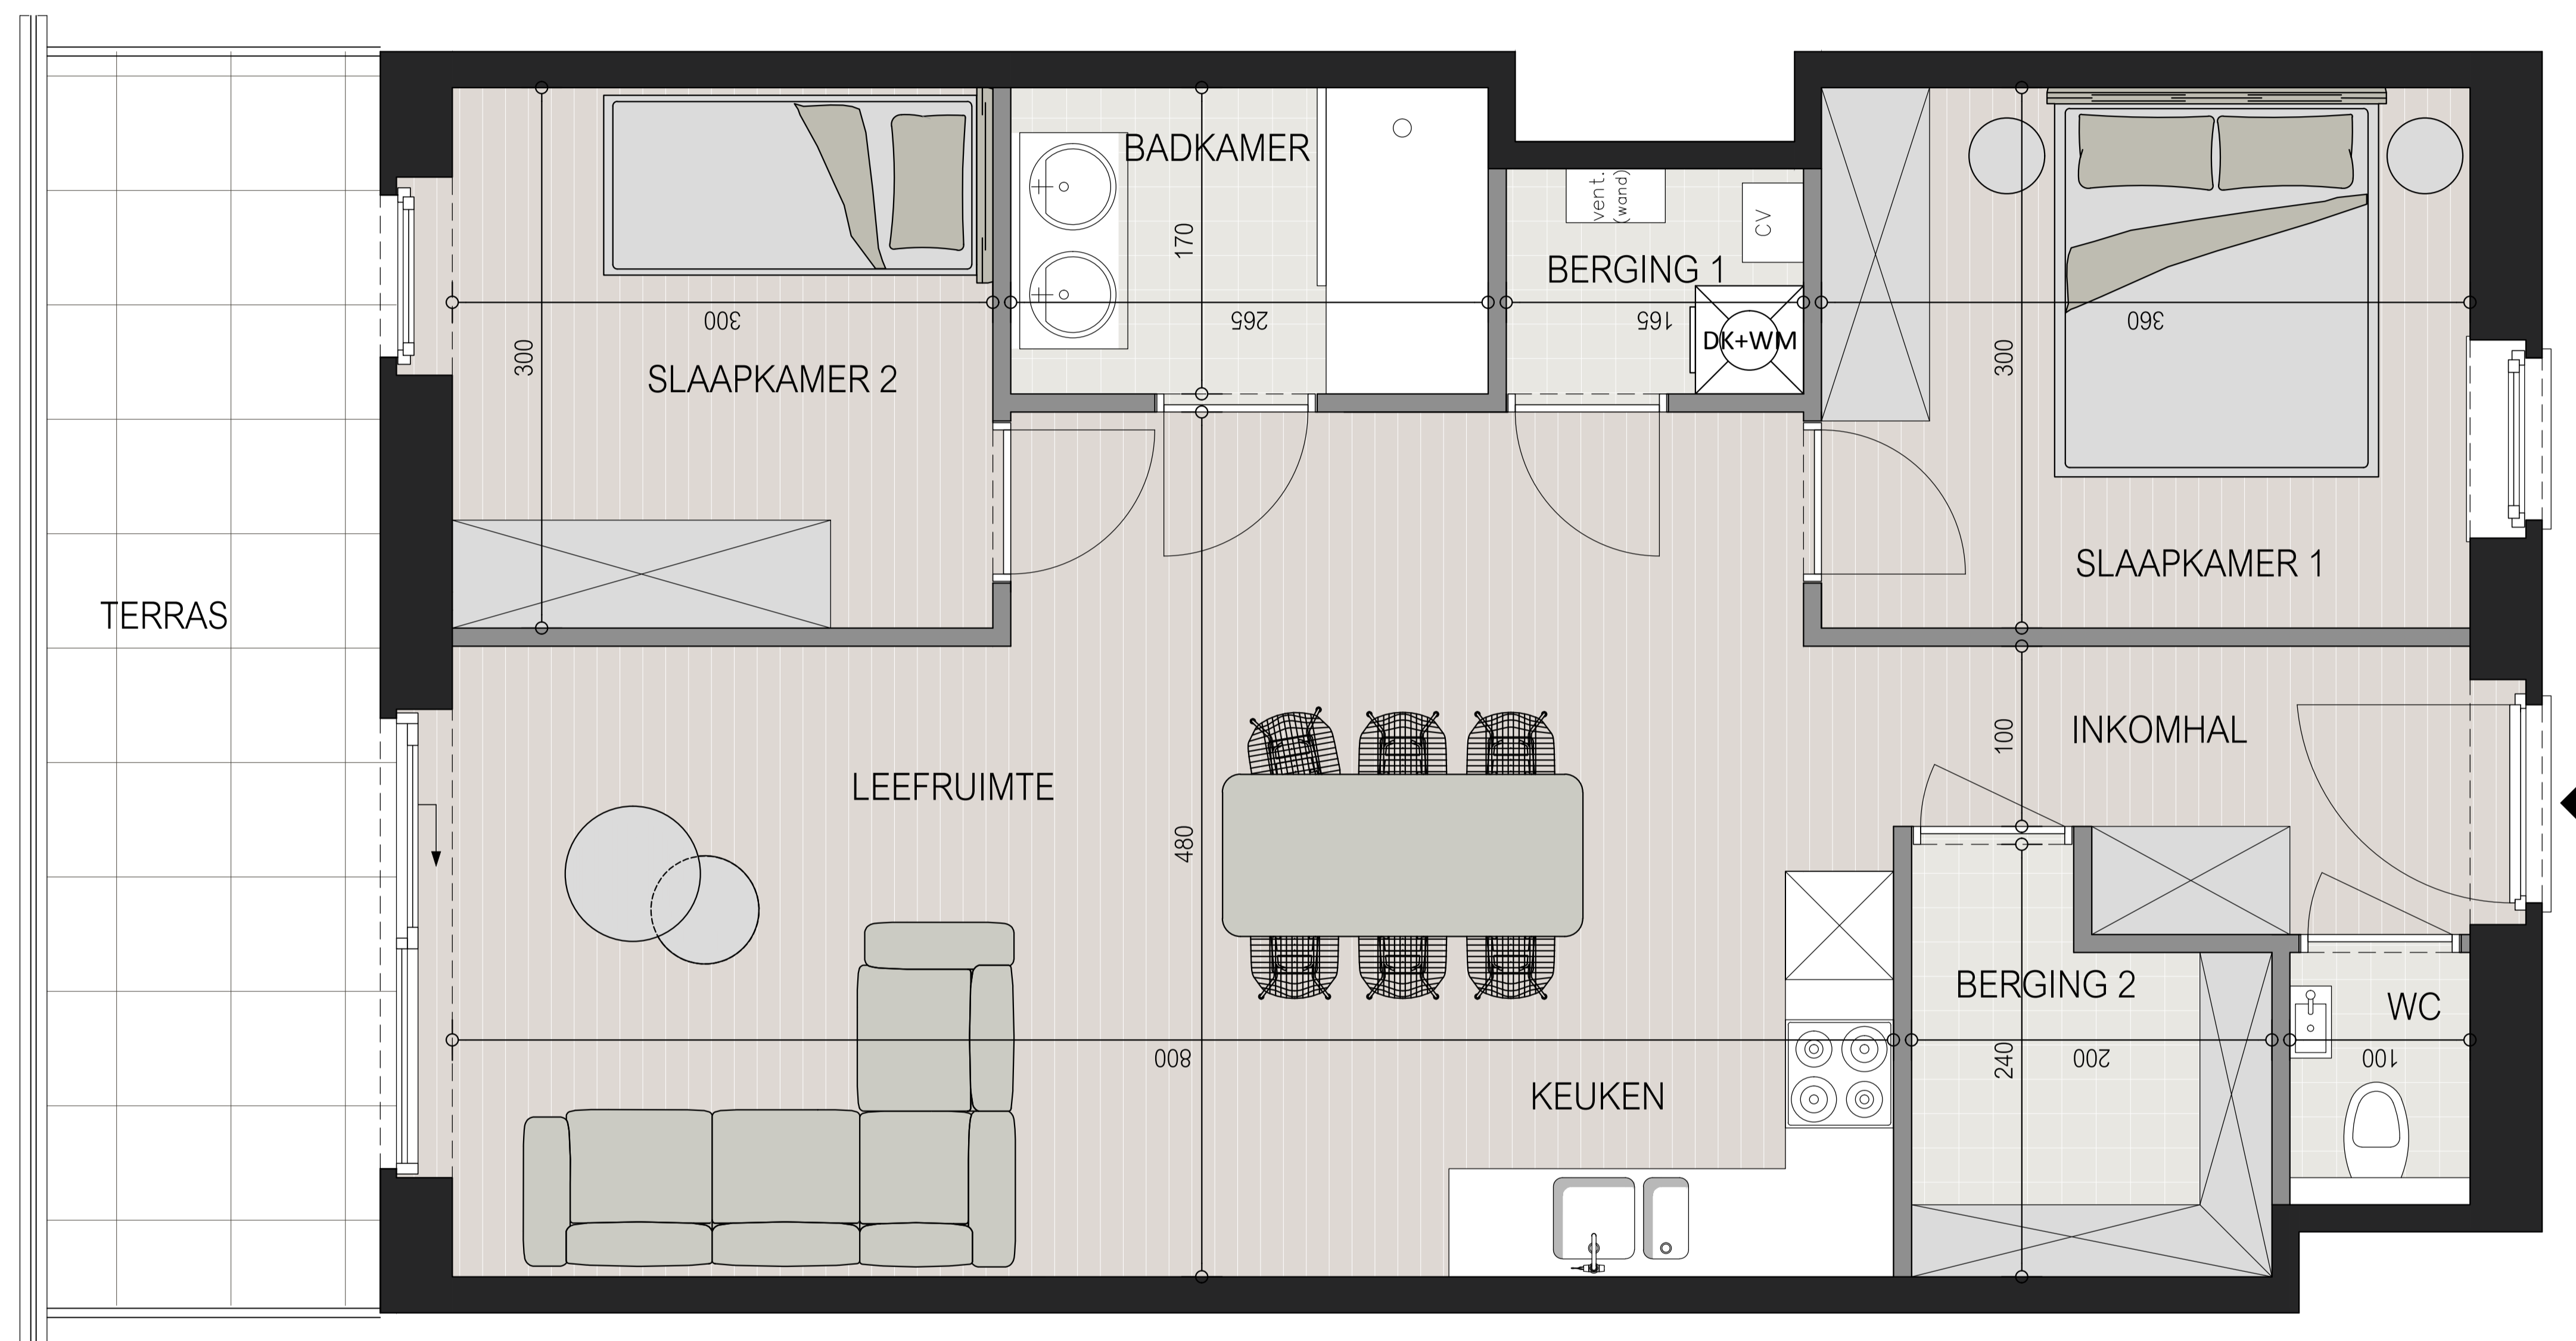 BADKAMER
vent.
(wand)
CV
170
BERGING 1
300
265
165
360
DK+WM
300
SLAAPKAMER 2
300
SLAAPKAMER 1
TERRAS
INKOMHAL
100
LEEFRUIMTE
480
BERGING 2
WC
800
240
200
100
KEUKEN